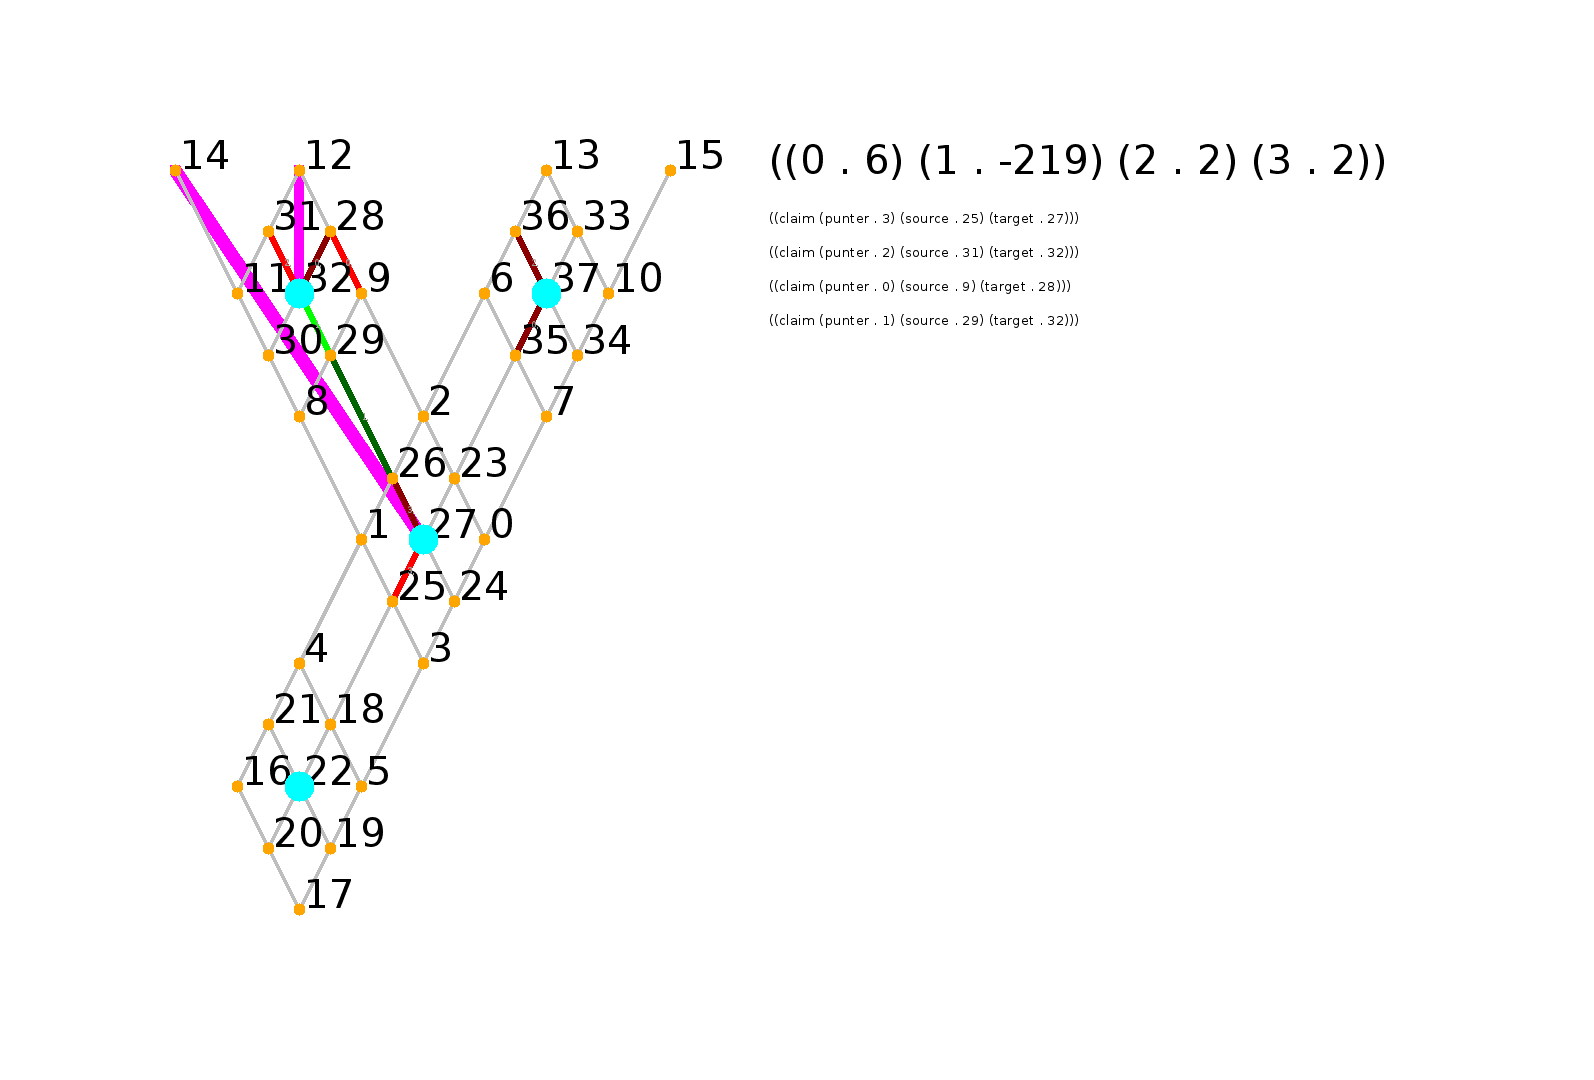 14 12 13 15 ((0 . 6) (1 . -219) (2 . 2) (3 . 2))
31 28 36 33 ((claim (punter . 3) (source . 25) (target . 27)))
((claim (punter . 2) (source . 31) (target . 32)))
11 32 9 6 37 10 ((claim (punter . 0) (source . 9) (target . 28)))
((claim (punter . 1) (source . 29) (target . 32)))
30 29 35 34
8 2 7
26 23
1 27 0
25 24
4 3
21 18
16 22 5
20 19
17